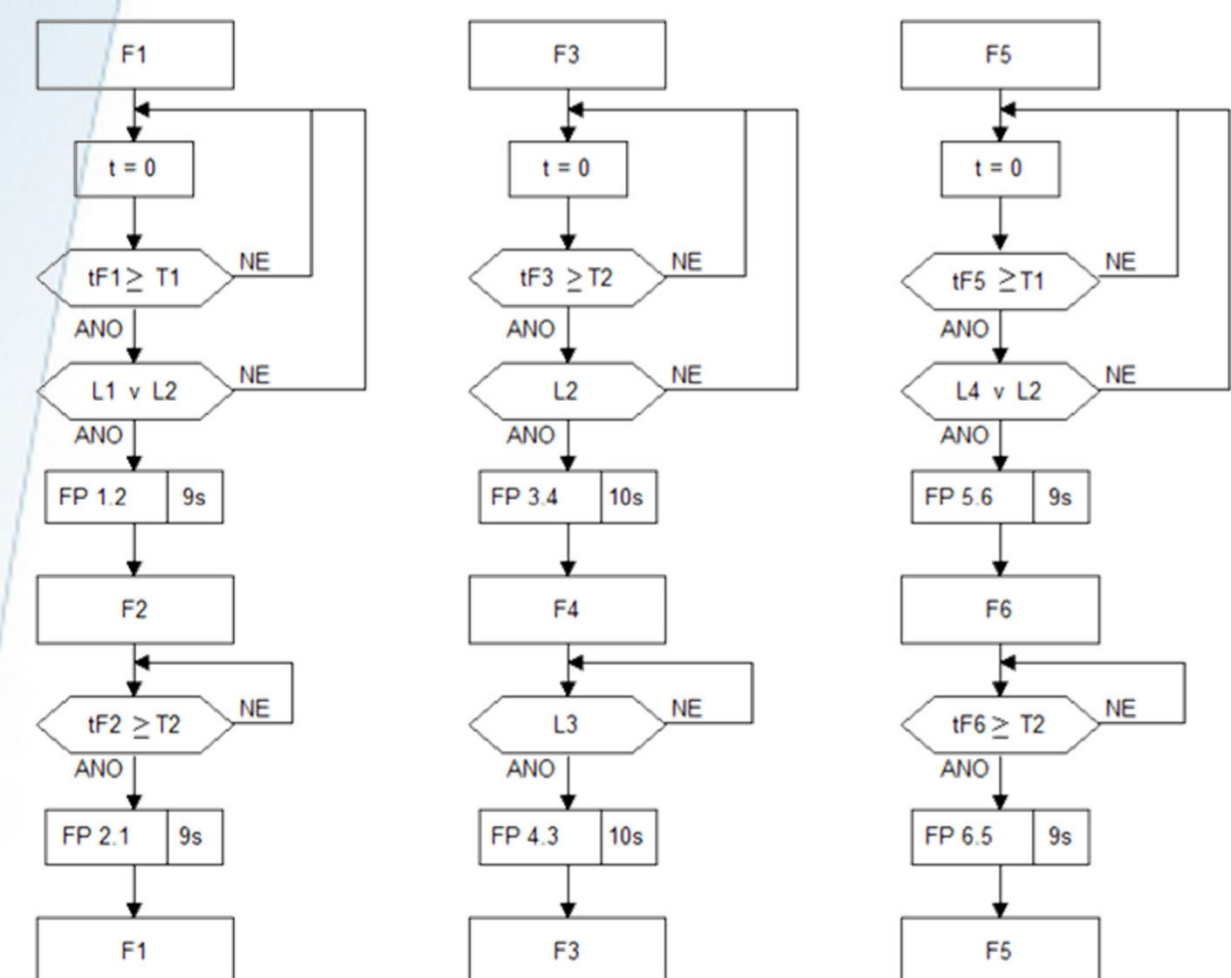 F1
t = 0
tF1 ≥ T1
NE
ANO
L1 v L2
NE
ANO
FP 1.2 9s
F2
tF2 ≥ T2
NE
ANO
FP 2.1 9s
F1
F3
t = 0
tF3 ≥ T2
NE
ANO
L2
NE
ANO
FP 3.4 10s
F4
L3
NE
ANO
FP 4.3 10s
F3
F5
t = 0
tF5 ≥ T1
NE
ANO
L4 v L2
NE
ANO
FP 5.6 9s
F6
tF6 ≥ T2
NE
ANO
FP 6.5 9s
F5